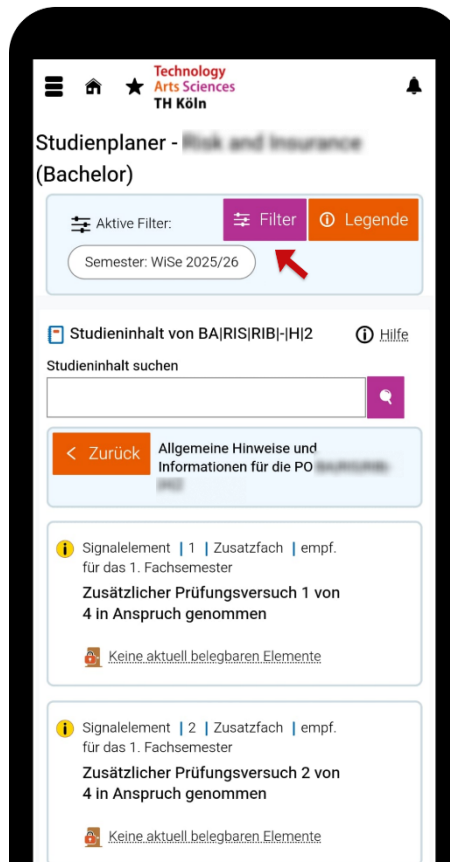 Technology
Arts Sciences
TH Köln
Studienplaner - Risk and Insurance
(Bachelor)
Aktive Filter:
Filter
Legende
Semester: WiSe 2025/26
Studieninhalt von BA|RIS|RIB|-|H|2
Hilfe
Studieninhalt suchen
Zurück
Allgemeine Hinweise und
Informationen für die PO
Signalelement | 1 | Zusatzfach | empf.
für das 1. Fachsemester
Zusätzlicher Prüfungsversuch 1 von
4 in Anspruch genommen
Keine aktuell belegbaren Elemente
Signalelement | 2 | Zusatzfach | empf.
für das 1. Fachsemester
Zusätzlicher Prüfungsversuch 2 von
4 in Anspruch genommen
Keine aktuell belegbaren Elemente